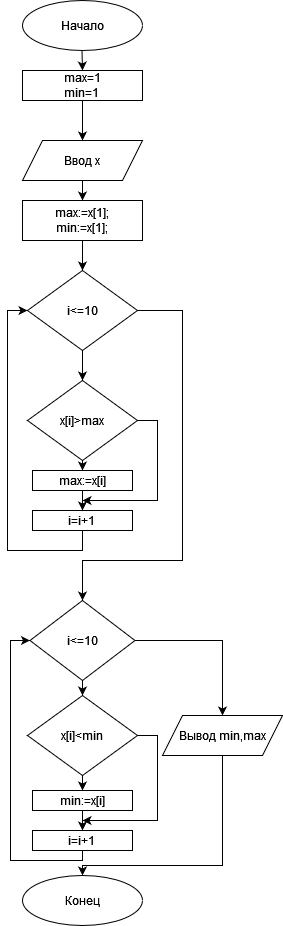 Начало
max=1
min=1
Ввод x
max:=x[1];
min:=x[1];
i<=10
x[i]>max
max:=x[i]
i=i+1
i<=10
x[i]<min
Вывод min,max
min:=x[i]
i=i+1
Конец